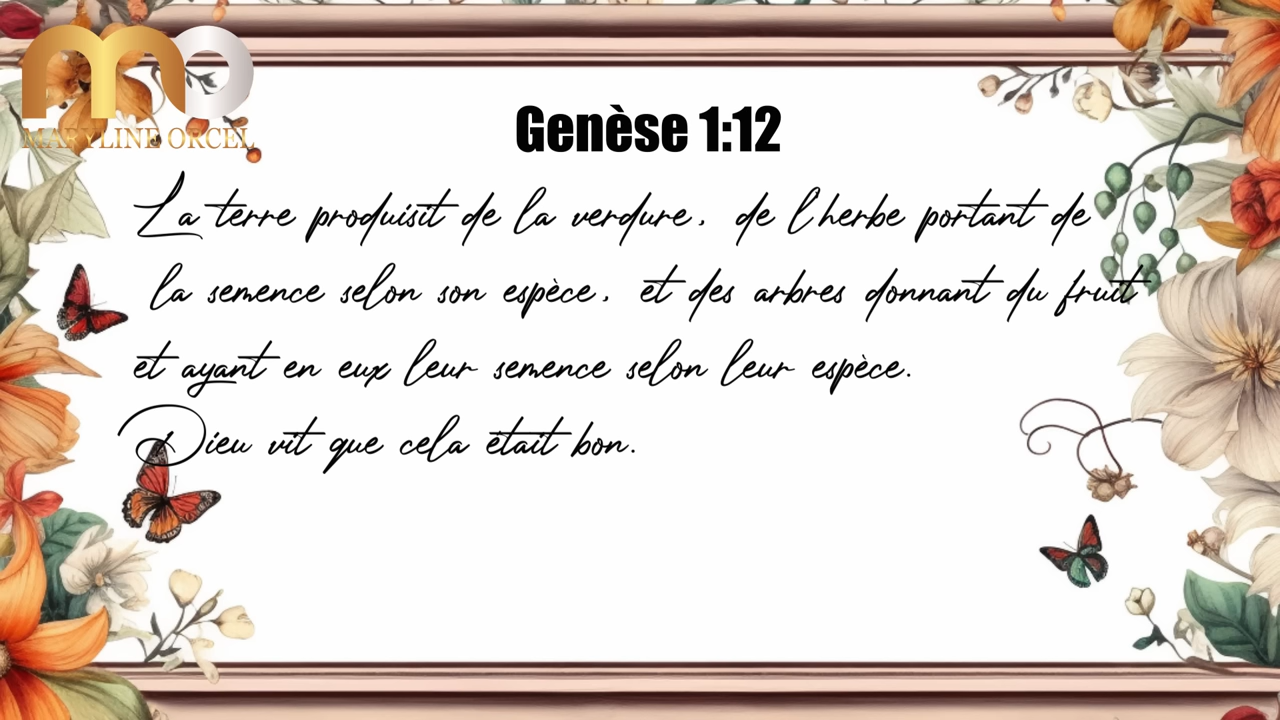 MARYLINE ORCEL
Genèse 1:12
La terre produisit de la verdure, de l'herbe portant de
la semence selon son espèce, et des arbres donnant du fruit
et ayant en eux leur semence selon leur espèce.
Dieu vit que cela était bon.